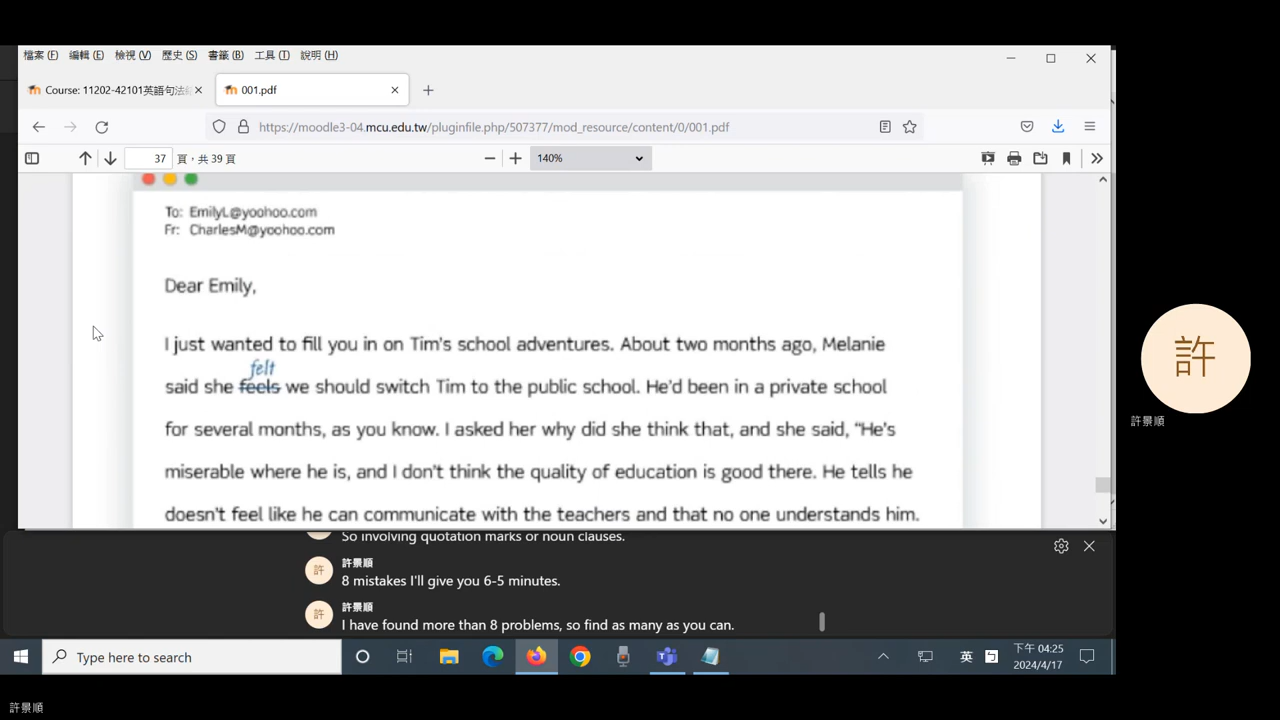 檔案(F) 編輯(E) 檢視(V) 歷史(S) 書籤(B) 工具(T) 說明(H)
Course: 11202-42101英語句法
001.pdf
https://moodle3-04.mcu.edu.tw/pluginfile.php/507377/mod_resource/content/0/001.pdf
37 頁，共 39 頁
140%
To: EmilyL@yoohoo.com
Fr: CharlesM@yoohoo.com
Dear Emily,
I just wanted to fill you in on Tim's school adventures. About two months ago, Melanie
felt
said she feels we should switch Tim to the public school. He'd been in a private school
for several months, as you know. I asked her why did she think that, and she said, "He's
miserable where he is, and I don't think the quality of education is good there. He tells he
doesn't feel like he can communicate with the teachers and that no one understands him.
許
許景順
So involving quotation marks or noun clauses.
許
許景順
8 mistakes I'll give you 6-5 minutes.
許
許景順
I have found more than 8 problems, so find as many as you can.
Type here to search
英
下午 04:25
2024/4/17
許景順